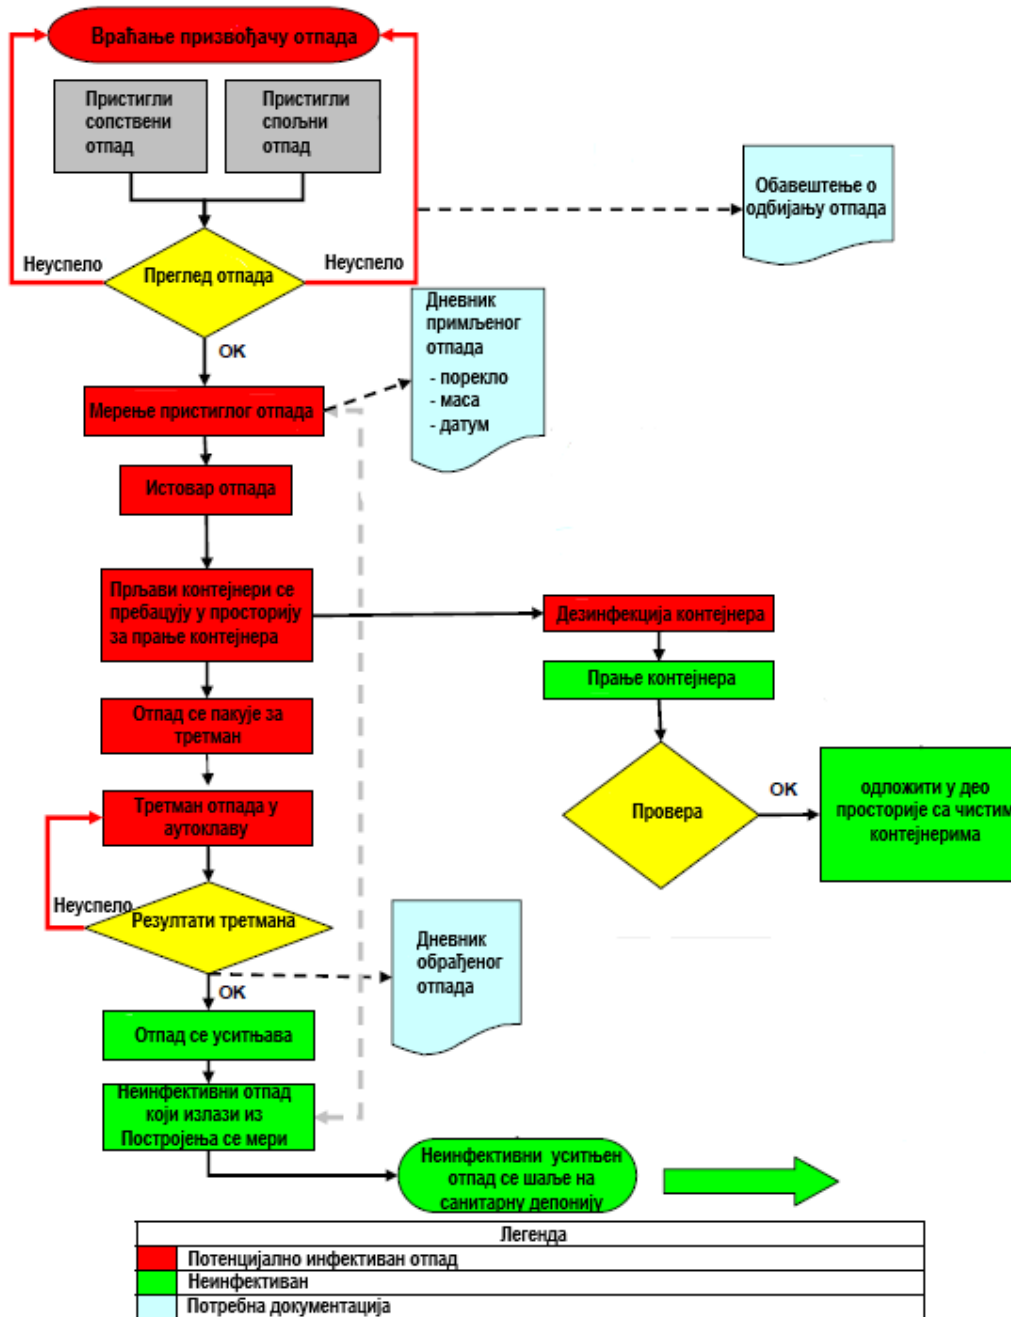 Враћање призвођачу отпада
Пристигли
сопствени
отпад
Пристигли
спољни
отпад
Обавештење о
одбијању отпада
Неуспело
Преглед отпада
Неуспело
OK
Дневник
примљеног
отпада
- порекло
- маса
- датум
Мерење пристиглог отпада
Истовар отпада
Прљави контејнери се
пребацују у просторију
за прање контејнера
Дезинфекција контејнера
Прање контејнера
Отпад се пакује за
третман
Провера
OK
одложити у део
просторије са чистим
контејнерима
Третман отпада у
аутоклаву
Неуспело
Резултати третмана
Дневник
обрађеног
отпада
OK
Отпад се уситњава
Неинфективни отпад
који излази из
Постројења се мери
Неинфективни уситњен
отпад се шаље на
санитарну депонију
Легенда
Потенцијално инфективан отпад
Неинфективан
Потребна документација